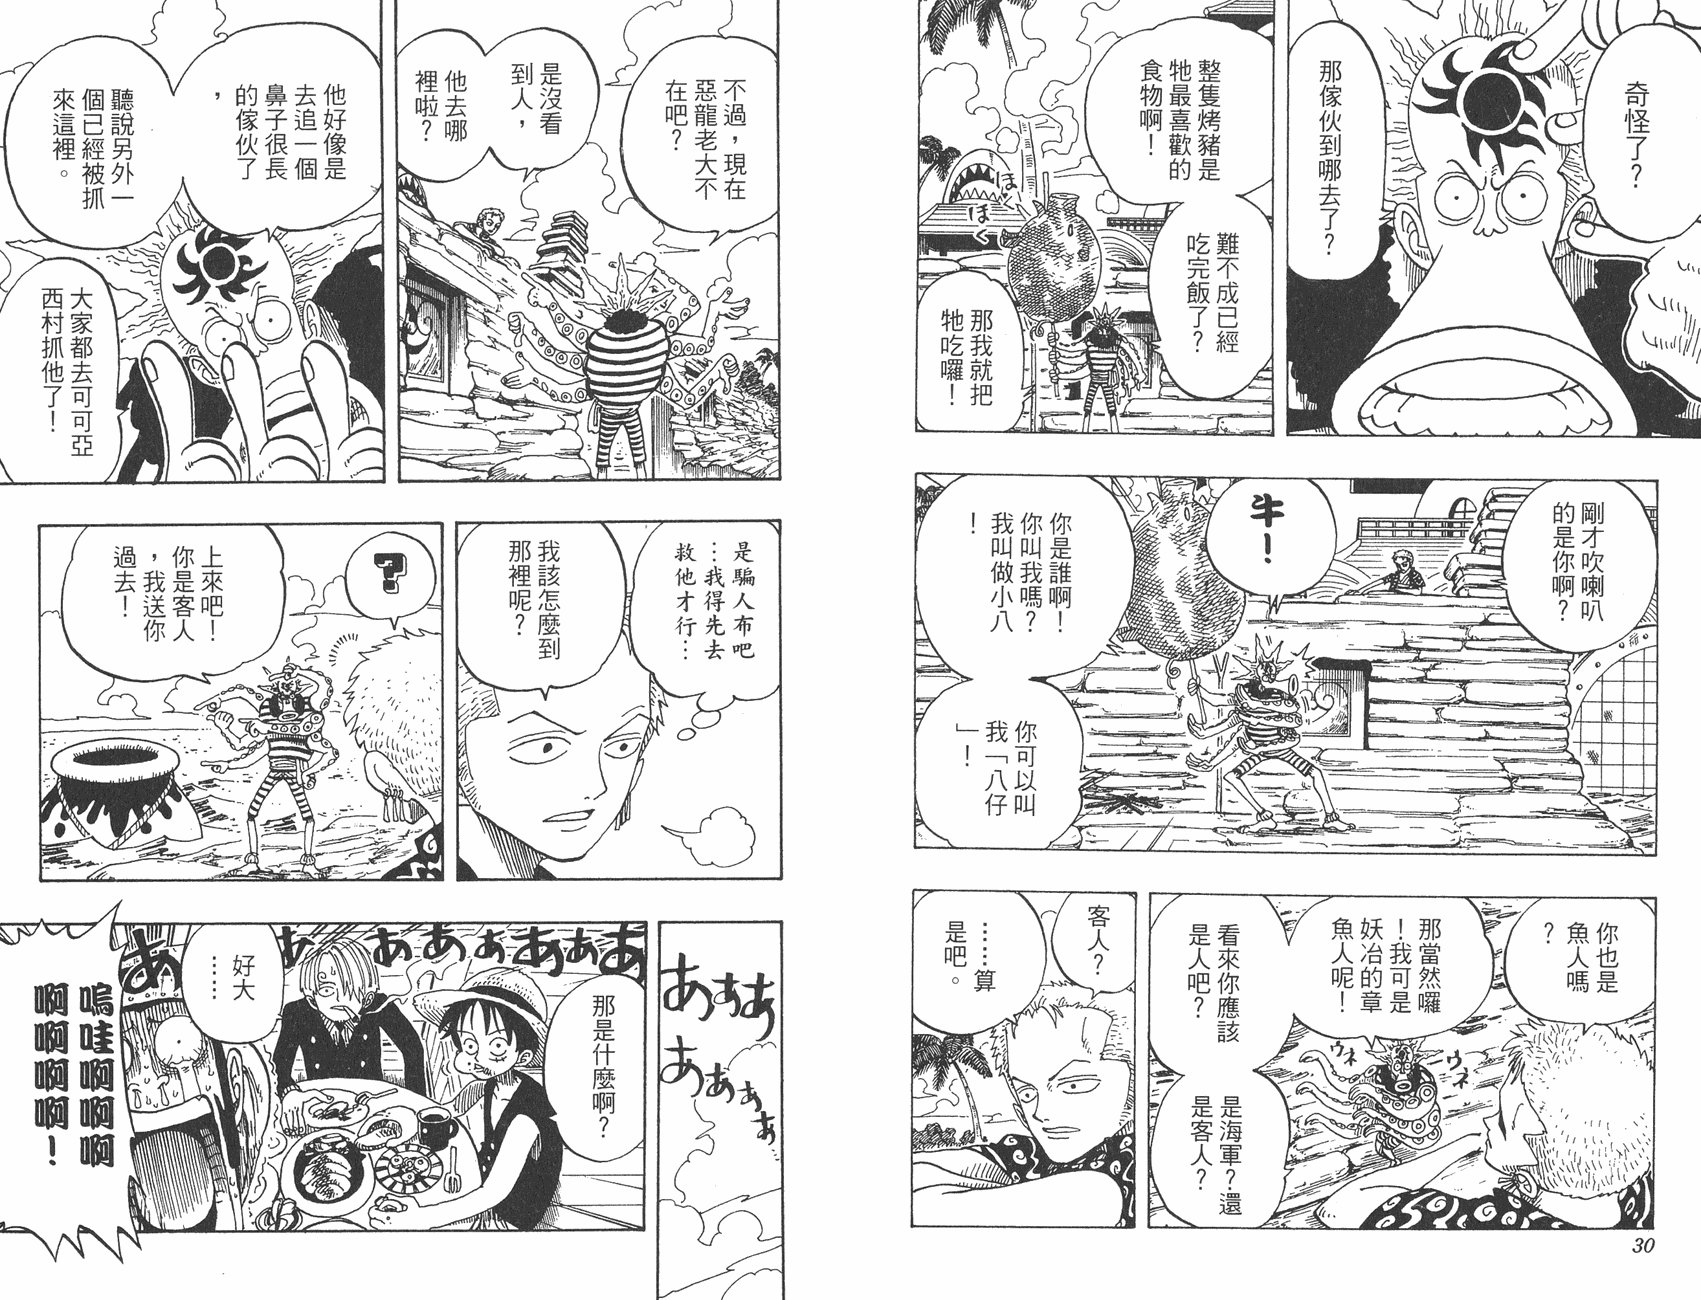 奇怪了？
那傢伙到哪去了？
整隻烤豬是
牠最喜歡的
食物啊！
難不成已經
吃完飯了？
那我就把
牠吃囉！
ほ
ほく
剛才吹喇叭
的是你啊？
牛！
你是誰啊！
你叫我嗎？
我叫做小八
！
你可以叫
我「八仔
」！
你也是
魚人嗎
？
那當然囉
！我可是
妖冶的章
魚人呢！
ウネ
ウネ
看來你應該
是人吧？
是海軍？還
是客人？
客人？
……算
是吧。
30
不過，現在
惡龍老大不
在吧？
是沒看
到人，
他去哪
裡啦？
他好像是
去追一個
鼻子很長
的傢伙了
，
聽說另外一
個已經被抓
來這裡。
大家都去可可亞
西村抓他了！
是騙人布吧
…我得先去
救他才行…
我該怎麼到
那裡呢？
？
上來吧！
你是客人
，我送你
過去！
あぁああぁぁぁ
那是什麼啊？
あああぁああぁああ
好大
……
嗚哇啊啊啊
啊啊啊啊！